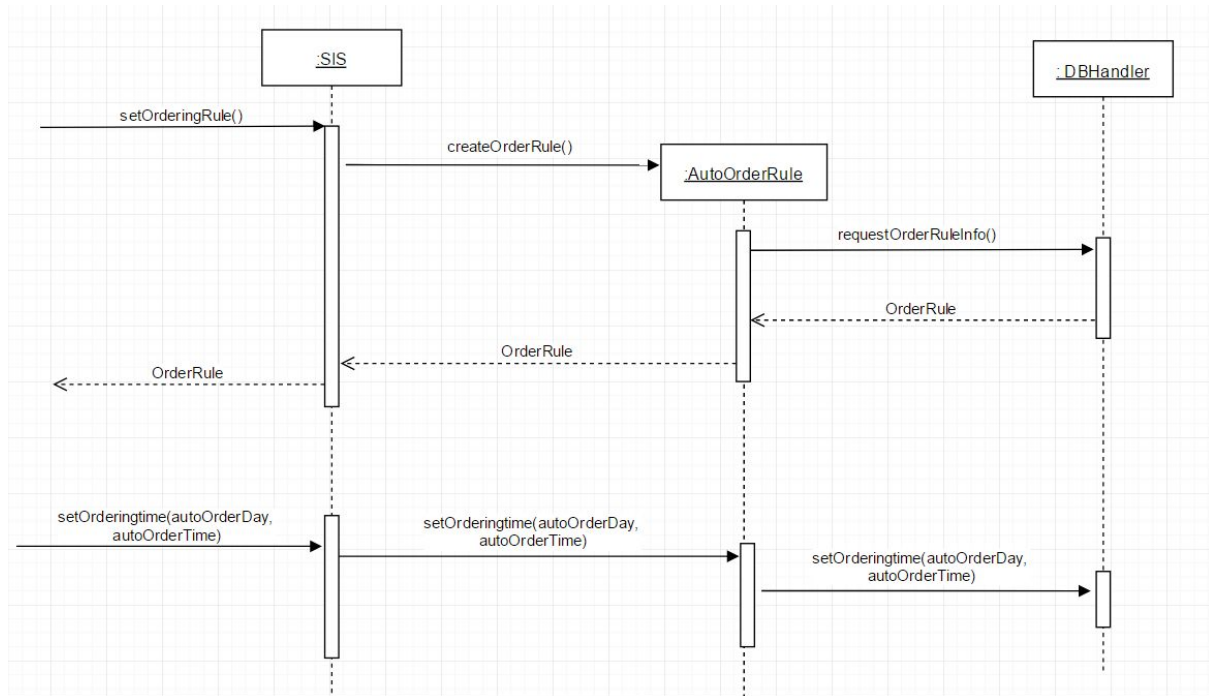 :SIS
: DBHandler
setOrderingRule()
createOrderRule()
:AutoOrderRule
requestOrderRuleInfo()
OrderRule
OrderRule
OrderRule
setOrderingtime(autoOrderDay,
autoOrderTime)
setOrderingtime(autoOrderDay,
autoOrderTime)
setOrderingtime(autoOrderDay,
autoOrderTime)